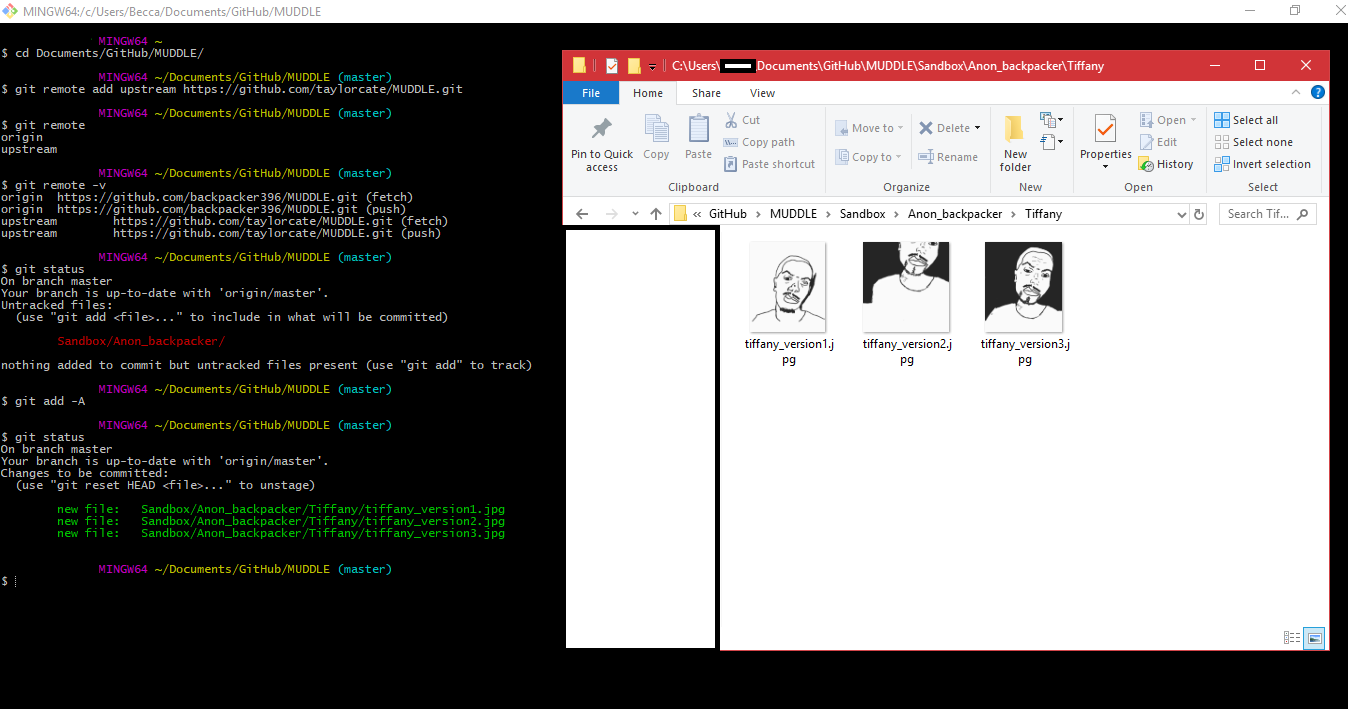 MINGW64:/c/Users/Becca/Documents/GitHub/MUDDLE
MINGW64 ~
$ cd Documents/GitHub/MUDDLE/
MINGW64 ~/Documents/GitHub/MUDDLE (master)
$ git remote add upstream https://github.com/taylorcate/MUDDLE.git
MINGW64 ~/Documents/GitHub/MUDDLE (master)
$ git remote
origin
upstream
MINGW64 ~/Documents/GitHub/MUDDLE (master)
$ git remote -v
origin  https://github.com/backpacker396/MUDDLE.git (fetch)
origin  https://github.com/backpacker396/MUDDLE.git (push)
upstream        https://github.com/taylorcate/MUDDLE.git (fetch)
upstream        https://github.com/taylorcate/MUDDLE.git (push)
MINGW64 ~/Documents/GitHub/MUDDLE (master)
$ git status
On branch master
Your branch is up-to-date with 'origin/master'.
Untracked files:
(use "git add <file>..." to include in what will be committed)
Sandbox/Anon_backpacker/
nothing added to commit but untracked files present (use "git add" to track)
MINGW64 ~/Documents/GitHub/MUDDLE (master)
$ git add -A
MINGW64 ~/Documents/GitHub/MUDDLE (master)
$ git status
On branch master
Your branch is up-to-date with 'origin/master'.
Changes to be committed:
(use "git reset HEAD <file>..." to unstage)
new file:   Sandbox/Anon_backpacker/Tiffany/tiffany_version1.jpg
new file:   Sandbox/Anon_backpacker/Tiffany/tiffany_version2.jpg
new file:   Sandbox/Anon_backpacker/Tiffany/tiffany_version3.jpg
MINGW64 ~/Documents/GitHub/MUDDLE (master)
$
C:\Users\ Documents\GitHub\MUDDLE\Sandbox\Anon_backpacker\Tiffany
File Home Share View
Pin to Quick
access
Copy
Paste
Cut
Copy path
Paste shortcut
Clipboard
Move to
Copy to
Delete
Rename
Organize
New
folder
New
Properties
Open
Edit
History
Open
Select all
Select none
Invert selection
Select
« GitHub > MUDDLE > Sandbox > Anon_backpacker > Tiffany
Search Tif...
tiffany_version1.j
pg
tiffany_version2.j
pg
tiffany_version3.j
pg